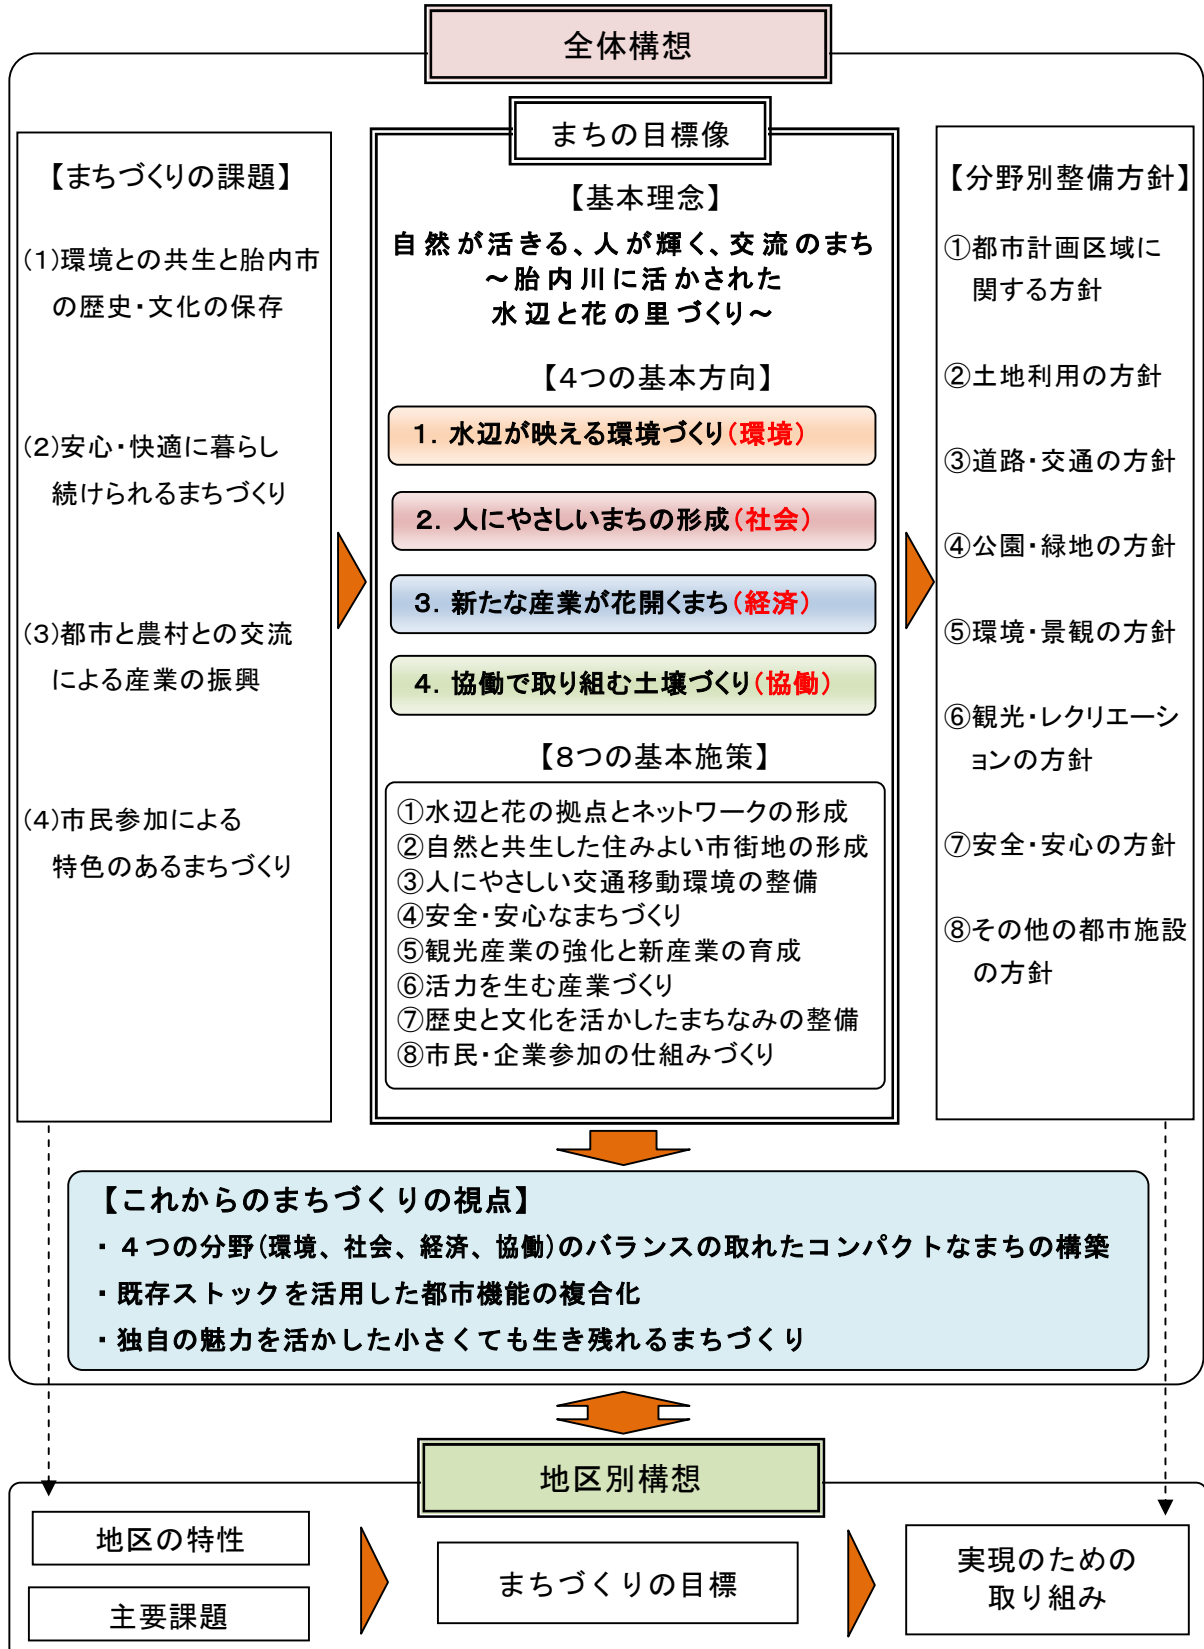 全体構想
【まちづくりの課題】
(1)環境との共生と胎内市
の歴史・文化の保存
(2)安心・快適に暮らし
続けられるまちづくり
(3)都市と農村との交流
による産業の振興
(4)市民参加による
特色のあるまちづくり
まちの目標像
【基本理念】
自然が活きる、人が輝く、交流のまち
～胎内川に活かされた
水辺と花の里づくり～
【4つの基本方向】
1. 水辺が映える環境づくり(環境)
2. 人にやさしいまちの形成(社会)
3. 新たな産業が花開くまち(経済)
4. 協働で取り組む土壌づくり(協働)
【8つの基本施策】
①水辺と花の拠点とネットワークの形成
②自然と共生した住みよい市街地の形成
③人にやさしい交通移動環境の整備
④安全・安心なまちづくり
⑤観光産業の強化と新産業の育成
⑥活力を生む産業づくり
⑦歴史と文化を活かしたまちなみの整備
⑧市民・企業参加の仕組みづくり
【分野別整備方針】
①都市計画区域に
関する方針
②土地利用の方針
③道路・交通の方針
④公園・緑地の方針
⑤環境・景観の方針
⑥観光・レクリエーシ
ョンの方針
⑦安全・安心の方針
⑧その他の都市施設
の方針
【これからのまちづくりの視点】
・４つの分野(環境、社会、経済、協働)のバランスの取れたコンパクトなまちの構築
・既存ストックを活用した都市機能の複合化
・独自の魅力を活かした小さくても生き残れるまちづくり
地区別構想
地区の特性
主要課題
まちづくりの目標
実現のための
取り組み